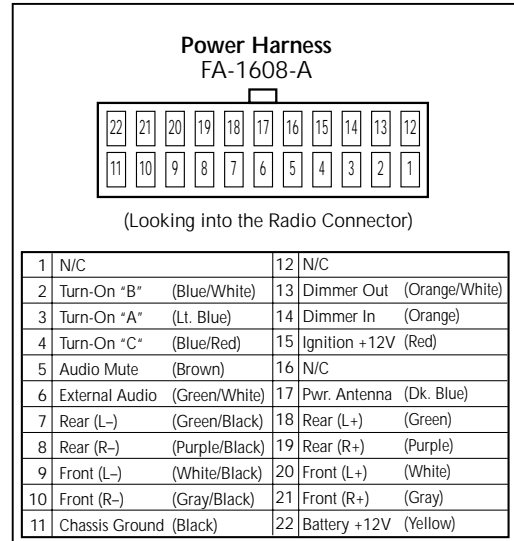 Power Harness
FA-1608-A
22 21 20 19 18 17 16 15 14 13 12
11 10 9 8 7 6 5 4 3 2 1
(Looking into the Radio Connector)
1 N/C 12 N/C
2 Turn-On "B" (Blue/White) 13 Dimmer Out (Orange/White)
3 Turn-On "A" (Lt. Blue) 14 Dimmer In (Orange)
4 Turn-On "C" (Blue/Red) 15 Ignition +12V (Red)
5 Audio Mute (Brown) 16 N/C
6 External Audio (Green/White) 17 Pwr. Antenna (Dk. Blue)
7 Rear (L–) (Green/Black) 18 Rear (L+) (Green)
8 Rear (R–) (Purple/Black) 19 Rear (R+) (Purple)
9 Front (L–) (White/Black) 20 Front (L+) (White)
10 Front (R–) (Gray/Black) 21 Front (R+) (Gray)
11 Chassis Ground (Black) 22 Battery +12V (Yellow)